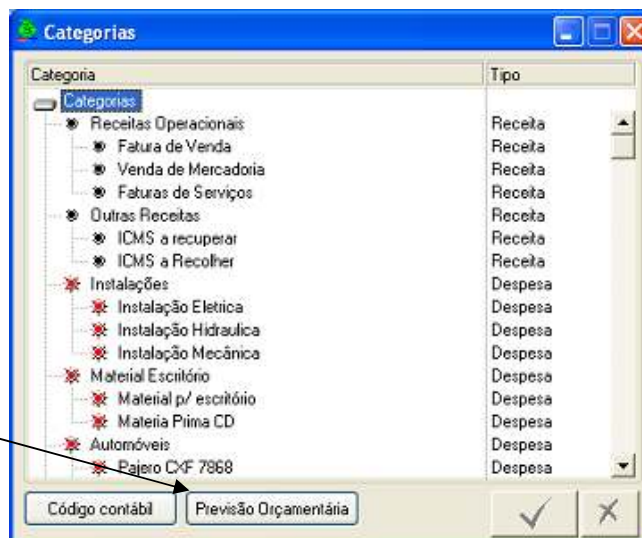 Categorias
Categoria Tipo
Categorias
Receitas Operacionais Receita
Fatura de Venda Receita
Venda de Mercadoria Receita
Faturas de Serviços Receita
Outras Receitas Receita
ICMS a recuperar Receita
ICMS a Recolher Receita
Instalações Despesa
Instalação Eletrica Despesa
Instalação Hidraulica Despesa
Instalação Mecânica Despesa
Material Escritório Despesa
Material p/ escritório Despesa
Materia Prima CD Despesa
Automóveis Despesa
Pajero CXF 7868 Despesa
Código contábil Previsão Orçamentária